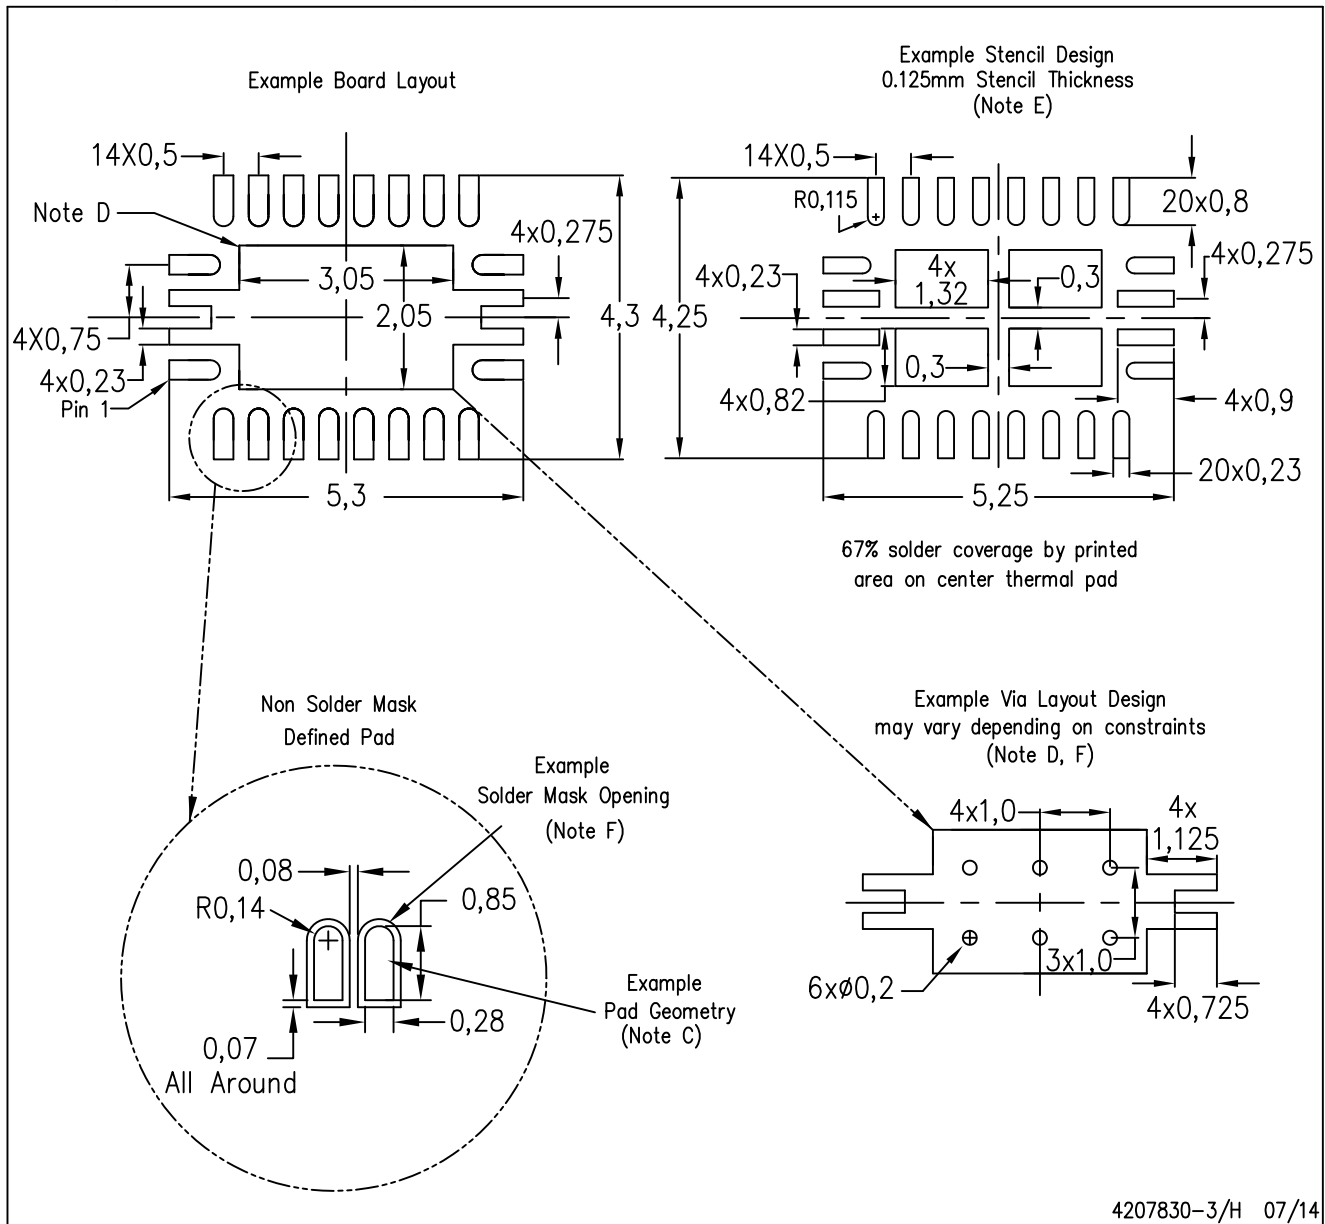 Example Board Layout
14X0,5
Note D
4x0,275
3,05
2,05
4,3
4X0,75
4x0,23
Pin 1
5,3
Example Stencil Design
0.125mm Stencil Thickness
(Note E)
14X0,5
R0,115
20x0,8
4x0,23
4x
1,32
0,3
4x0,275
4,25
0,3
4x0,82
4x0,9
20x0,23
5,25
67% solder coverage by printed
area on center thermal pad
Non Solder Mask
Defined Pad
Example
Solder Mask Opening
(Note F)
0,08
R0,14
0,85
Example
Pad Geometry
(Note C)
0,28
0,07
All Around
Example Via Layout Design
may vary depending on constraints
(Note D, F)
4x1,0
4x
1,125
3x1,0
6xø0,2
4x0,725
4207830-3/H 07/14